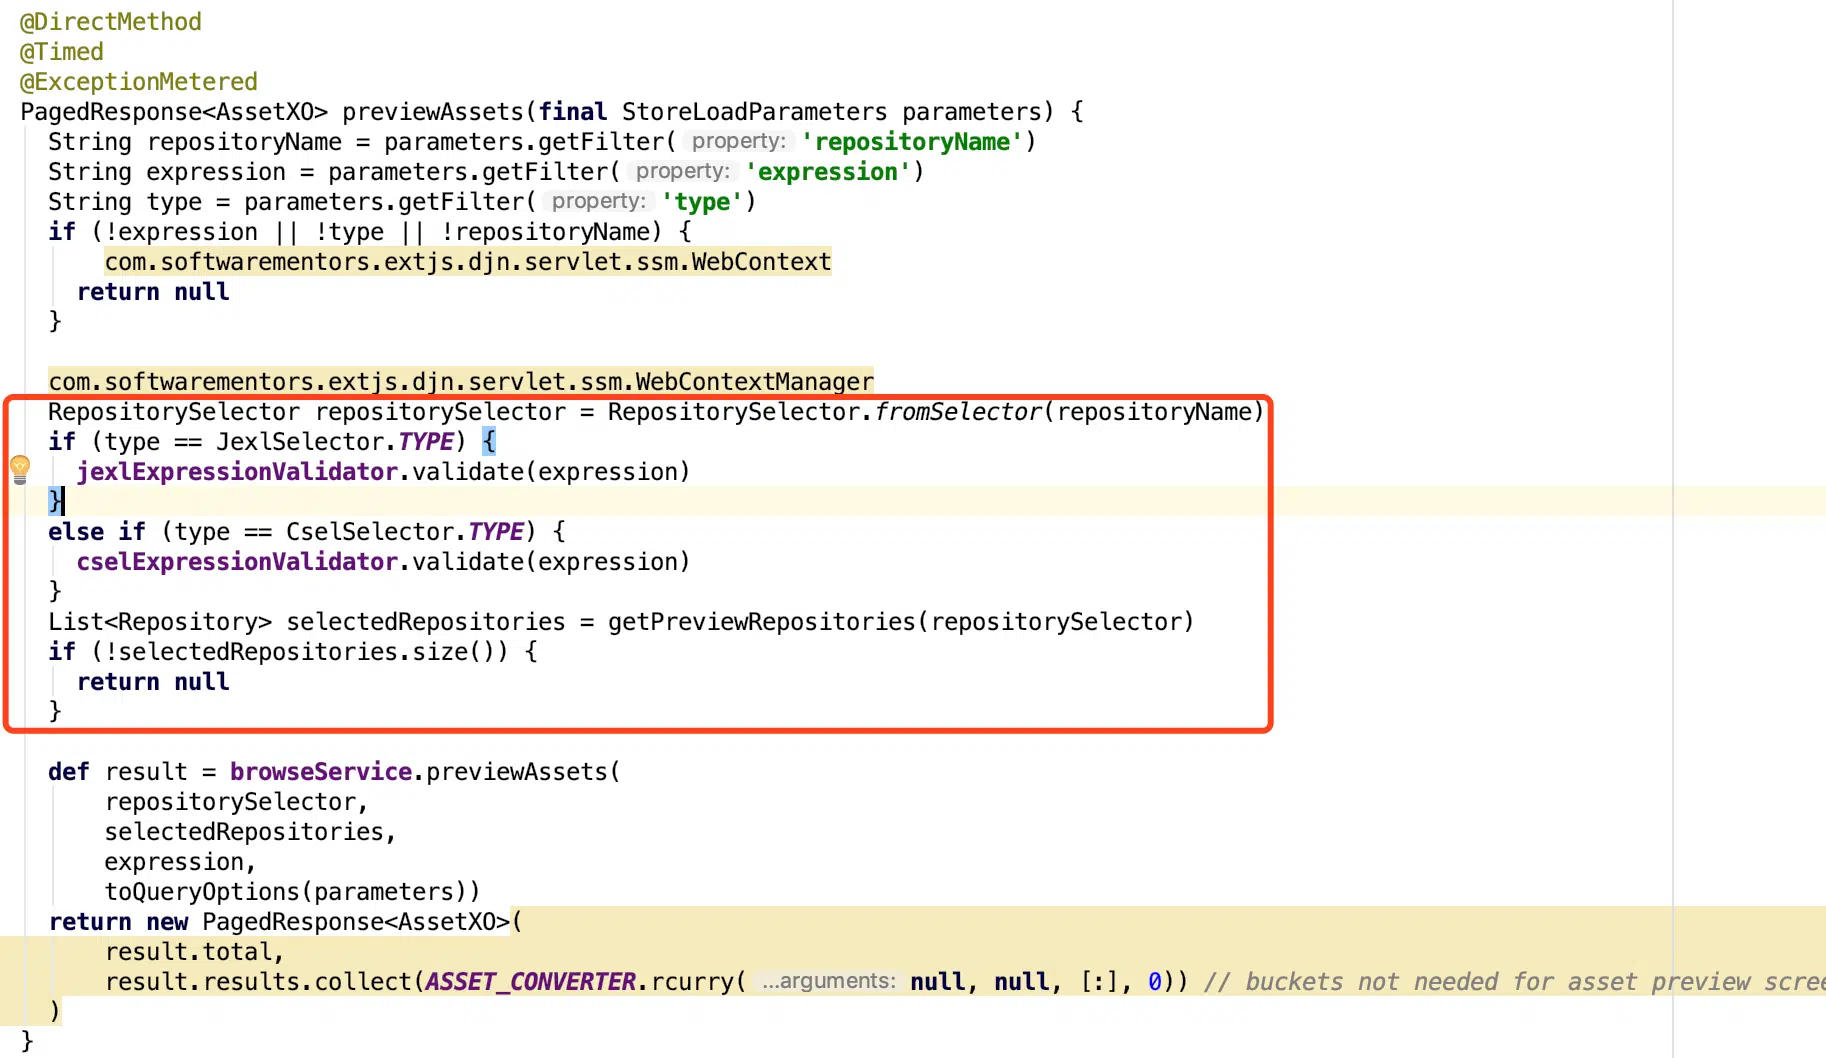 @DirectMethod
@Timed
@ExceptionMetered
PagedResponse<AssetXO> previewAssets(final StoreLoadParameters parameters) {
String repositoryName = parameters.getFilter( property: 'repositoryName')
String expression = parameters.getFilter( property: 'expression')
String type = parameters.getFilter( property: 'type')
if (!expression || !type || !repositoryName) {
com.softwarementors.extjs.djn.servlet.ssm.WebContext
return null
}
com.softwarementors.extjs.djn.servlet.ssm.WebContextManager
RepositorySelector repositorySelector = RepositorySelector.fromSelector(repositoryName)
if (type == JexlSelector.TYPE) {
jexlExpressionValidator.validate(expression)
}
else if (type == CselSelector.TYPE) {
cselExpressionValidator.validate(expression)
}
List<Repository> selectedRepositories = getPreviewRepositories(repositorySelector)
if (!selectedRepositories.size()) {
return null
}
def result = browseService.previewAssets(
repositorySelector,
selectedRepositories,
expression,
toQueryOptions(parameters))
return new PagedResponse<AssetXO>(
result.total,
result.results.collect(ASSET_CONVERTER.rcurry( ...arguments: null, null, [:], 0)) // buckets not needed for asset preview scree
)
}